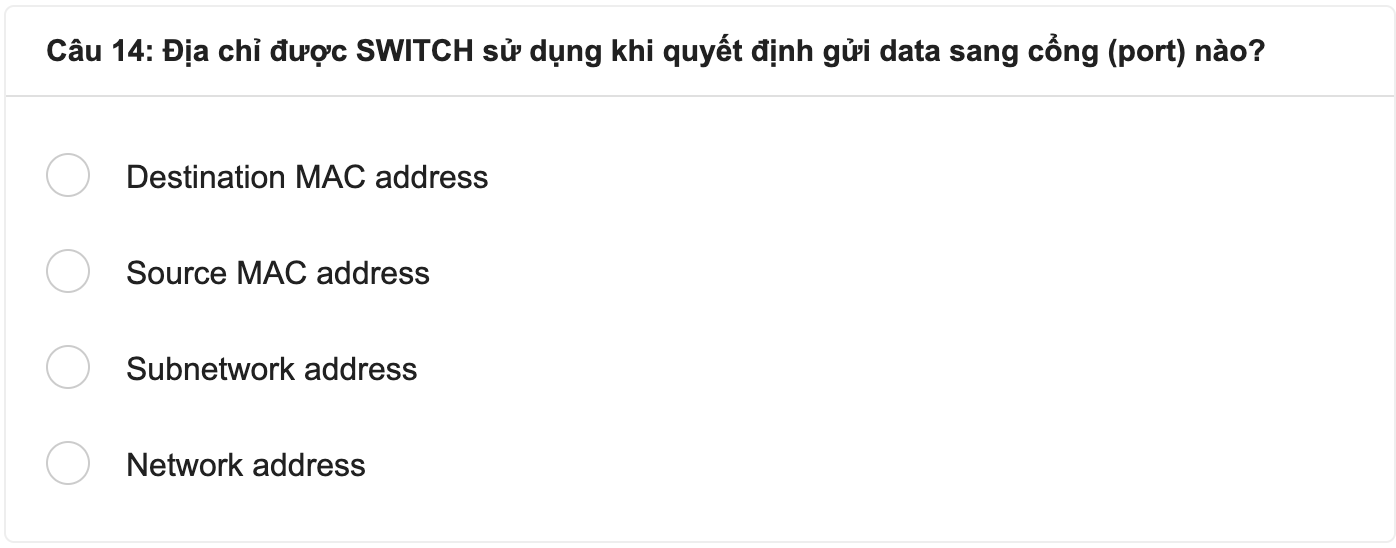 Câu 14: Địa chỉ được SWITCH sử dụng khi quyết định gửi data sang cổng (port) nào?
Destination MAC address
Source MAC address
Subnetwork address
Network address